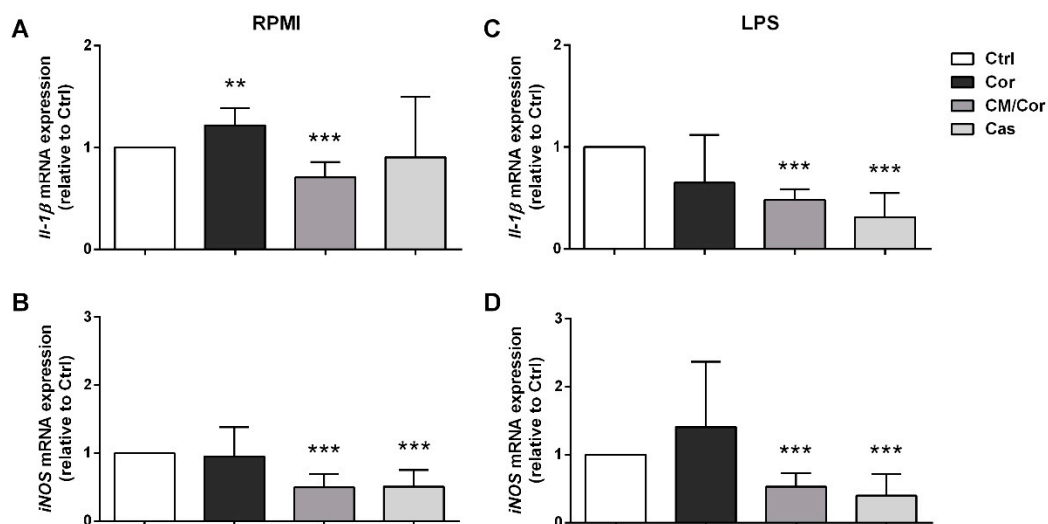 RPMI
LPS
A
Il-1β mRNA expression
(relative to Ctrl)
2
1
0
**
***
C
Il-1β mRNA expression
(relative to Ctrl)
2
1
0
***
***
Ctrl
Cor
CM/Cor
Cas
B
iNOS mRNA expression
(relative to Ctrl)
3
2
1
0
***
***
D
iNOS mRNA expression
(relative to Ctrl)
3
2
1
0
***
***